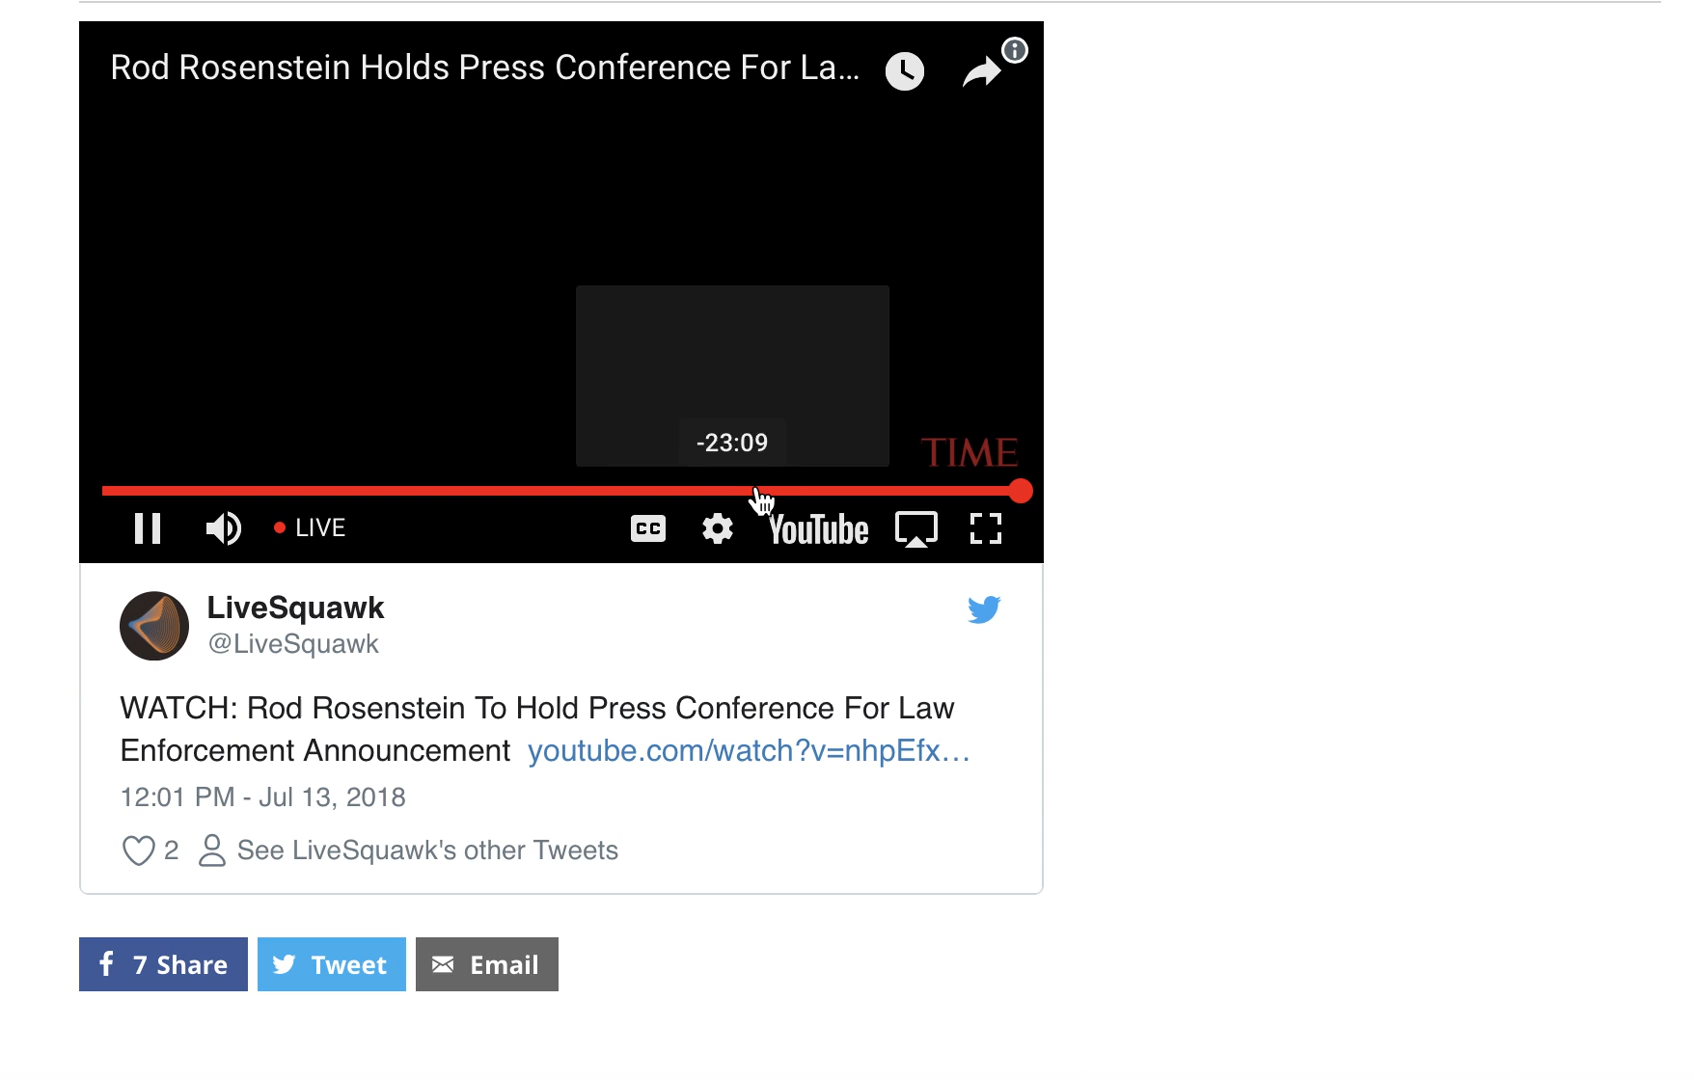 Rod Rosenstein Holds Press Conference For La...
-23:09
TIME
LIVE
CC
YouTube
LiveSquawk
@LiveSquawk
WATCH: Rod Rosenstein To Hold Press Conference For Law
Enforcement Announcement youtube.com/watch?v=nhpEfx…
12:01 PM - Jul 13, 2018
2 See LiveSquawk's other Tweets
f 7 Share Tweet Email